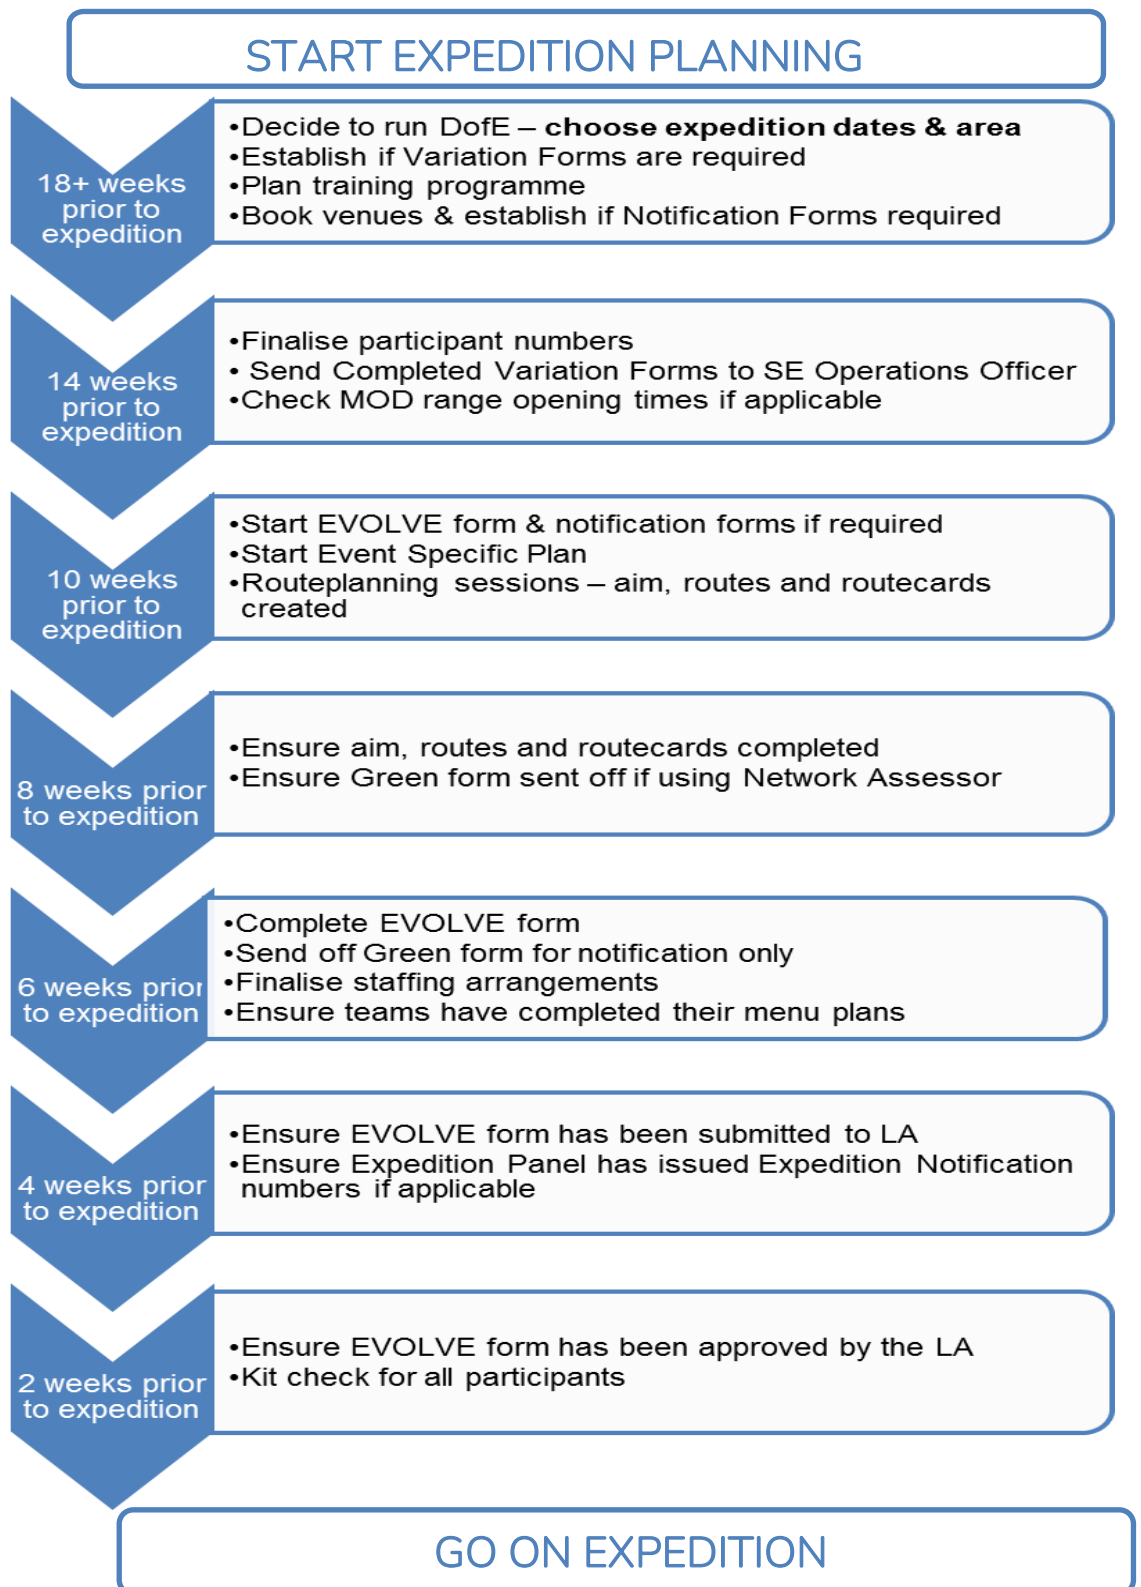 START EXPEDITION PLANNING
18+ weeks
prior to
expedition
•Decide to run DofE – choose expedition dates & area
•Establish if Variation Forms are required
•Plan training programme
•Book venues & establish if Notification Forms required
14 weeks
prior to
expedition
•Finalise participant numbers
• Send Completed Variation Forms to SE Operations Officer
•Check MOD range opening times if applicable
10 weeks
prior to
expedition
•Start EVOLVE form & notification forms if required
•Start Event Specific Plan
•Routeplanning sessions – aim, routes and routecards
created
8 weeks prior
to expedition
•Ensure aim, routes and routecards completed
•Ensure Green form sent off if using Network Assessor
6 weeks prior
to expedition
•Complete EVOLVE form
•Send off Green form for notification only
•Finalise staffing arrangements
•Ensure teams have completed their menu plans
4 weeks prior
to expedition
•Ensure EVOLVE form has been submitted to LA
•Ensure Expedition Panel has issued Expedition Notification
numbers if applicable
2 weeks prior
to expedition
•Ensure EVOLVE form has been approved by the LA
•Kit check for all participants
GO ON EXPEDITION